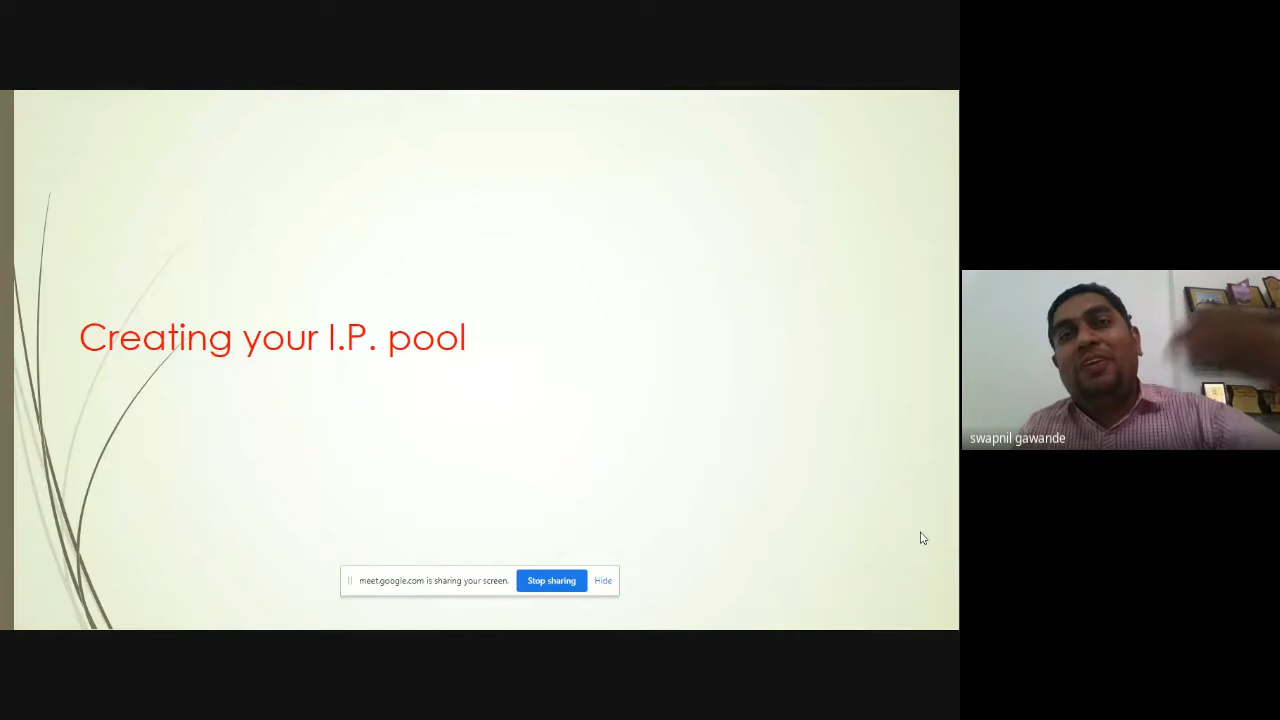 Creating your I.P. pool
meet.google.com is sharing your screen. Stop sharing Hide
swapnil gawande